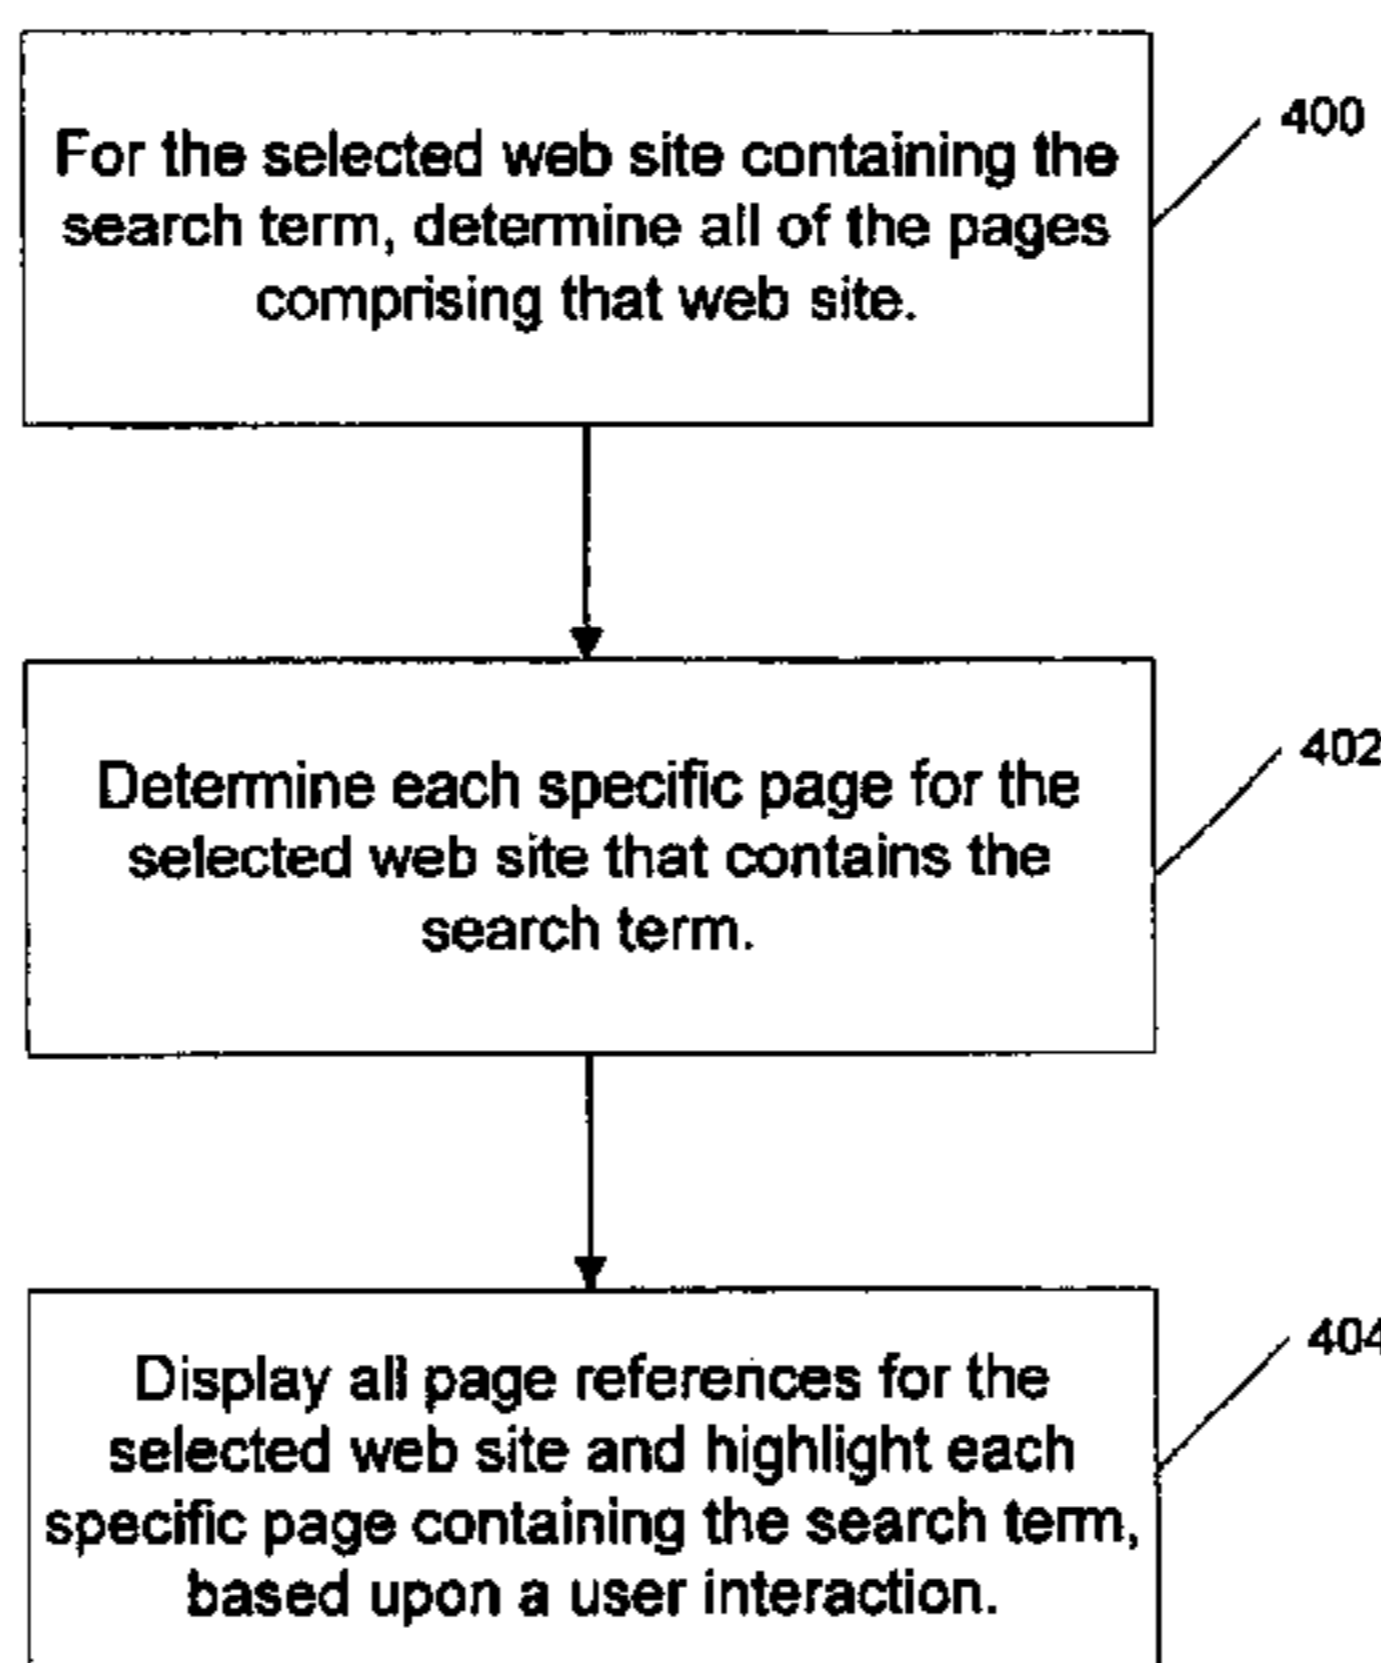 For the selected web site containing the
search term, determine all of the pages
comprising that web site.
400
Determine each specific page for the
selected web site that contains the
search term.
402
Display all page references for the
selected web site and highlight each
specific page containing the search term,
based upon a user interaction.
404